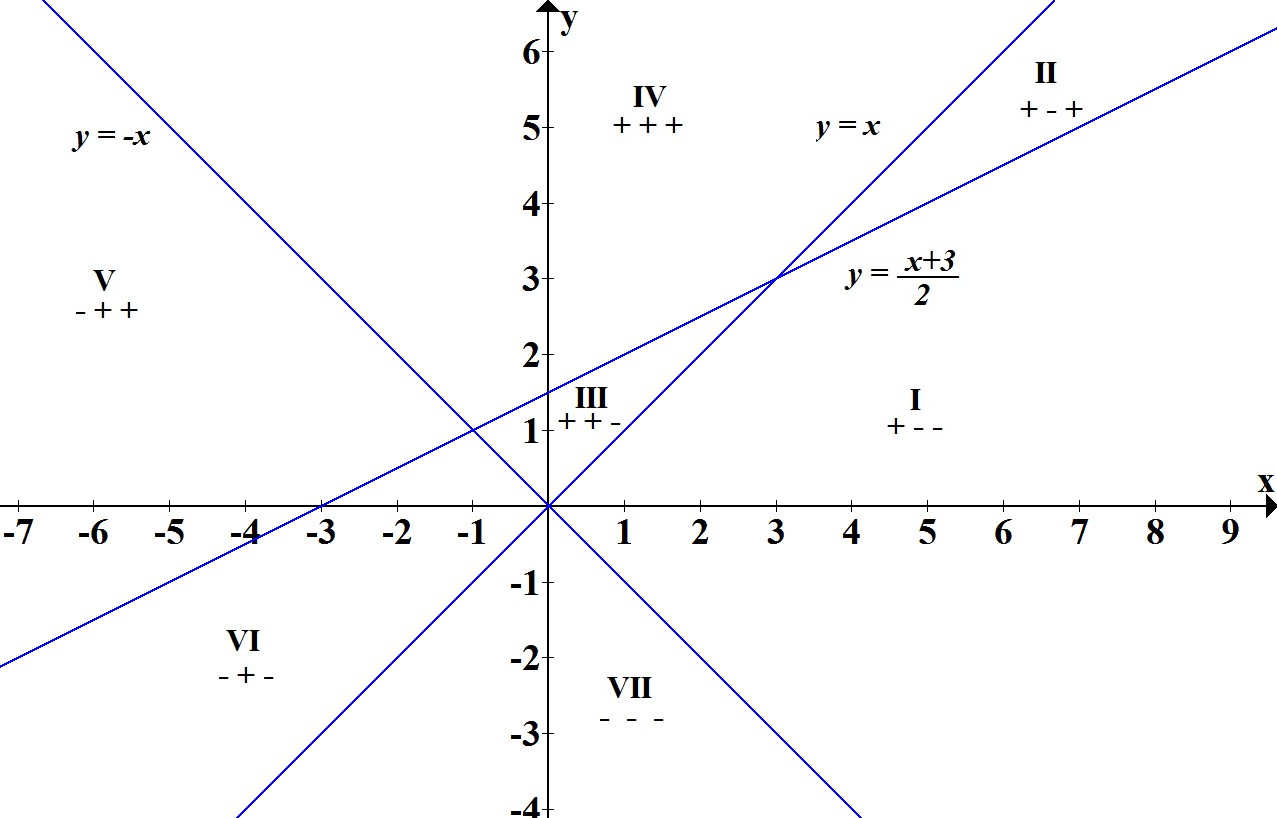 y
6
II
+ - +
IV
+ + +
5
y = x
y = -x
4
3
y = x+3
2
V
- + +
2
III
+ + -
I
+ - -
1
x
-7 -6 -5 -4 -3 -2 -1 1 2 3 4 5 6 7 8 9
-1
VI
- + -
-2
VII
- - -
-3
-4